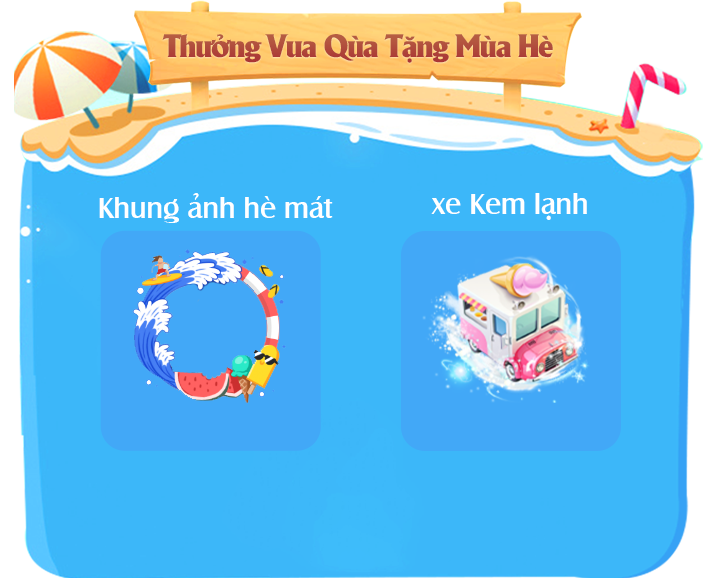 Thưởng Vua Qùa Tặng Mùa Hè
Khung ảnh hè mát
xe Kem lạnh